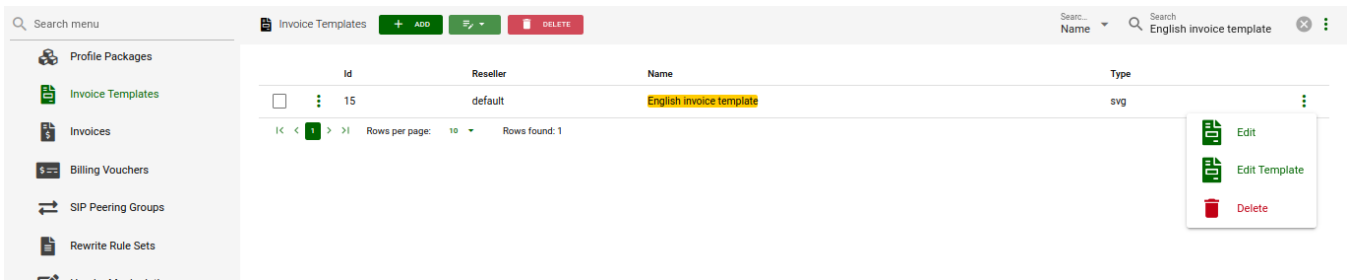 Search menu
Profile Packages
Invoice Templates
Invoices
Billing Vouchers
SIP Peering Groups
Rewrite Rule Sets
Invoice Templates
ADD
DELETE
Searc...
Name
Search
English invoice template
Id Reseller Name Type
15 default English invoice template svg
1 Rows per page: 10 Rows found: 1
Edit
Edit Template
Delete